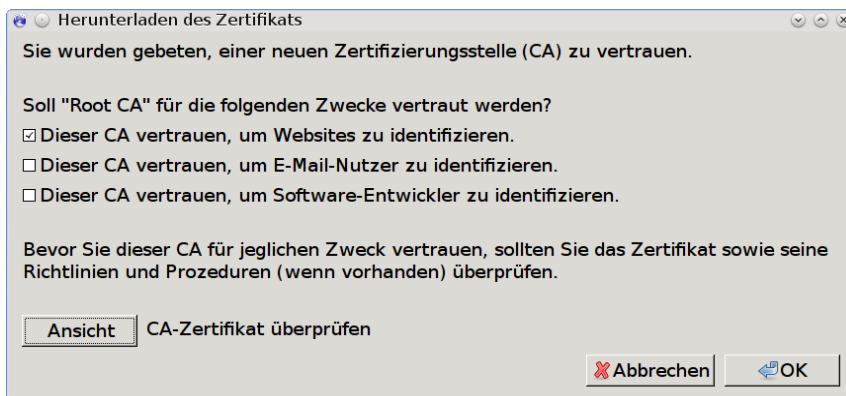 Herunterladen des Zertifikats
Sie wurden gebeten, einer neuen Zertifizierungsstelle (CA) zu vertrauen.
Soll "Root CA" für die folgenden Zwecke vertraut werden?
Dieser CA vertrauen, um Websites zu identifizieren.
Dieser CA vertrauen, um E-Mail-Nutzer zu identifizieren.
Dieser CA vertrauen, um Software-Entwickler zu identifizieren.
Bevor Sie dieser CA für jeglichen Zweck vertrauen, sollten Sie das Zertifikat sowie seine
Richtlinien und Prozeduren (wenn vorhanden) überprüfen.
Ansicht CA-Zertifikat überprüfen
Abbrechen OK